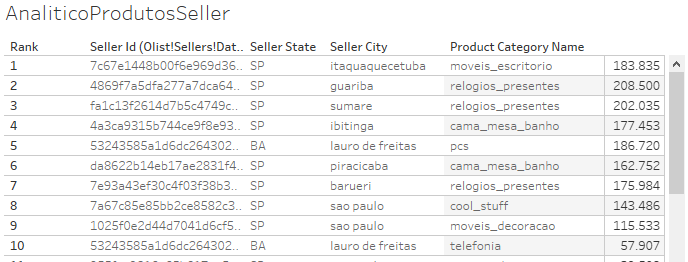 AnaliticoProdutosSeller
Rank Seller Id (Olist!Sellers!Dat.. Seller State Seller City Product Category Name
1 7c67e1448b00f6e969d36.. SP itaquaquecetuba moveis_escritorio 183.835
2 4869f7a5dfa277a7dca64.. SP guariba relogios_presentes 208.500
3 fa1c13f2614d7b5c4749c.. SP sumare relogios_presentes 202.035
4 4a3ca9315b744ce9f8e93.. SP ibitinga cama_mesa_banho 177.453
5 53243585a1d6dc264302.. BA lauro de freitas pcs 186.720
6 da8622b14eb17ae2831f4.. SP piracicaba cama_mesa_banho 162.752
7 7e93a43ef30c4f03f38b3.. SP barueri relogios_presentes 175.984
8 7a67c85e85bb2ce8582c3.. SP sao paulo cool_stuff 143.486
9 1025f0e2d44d7041d6cf5.. SP sao paulo moveis_decoracao 115.533
10 53243585a1d6dc264302.. BA lauro de freitas telefonia 57.907